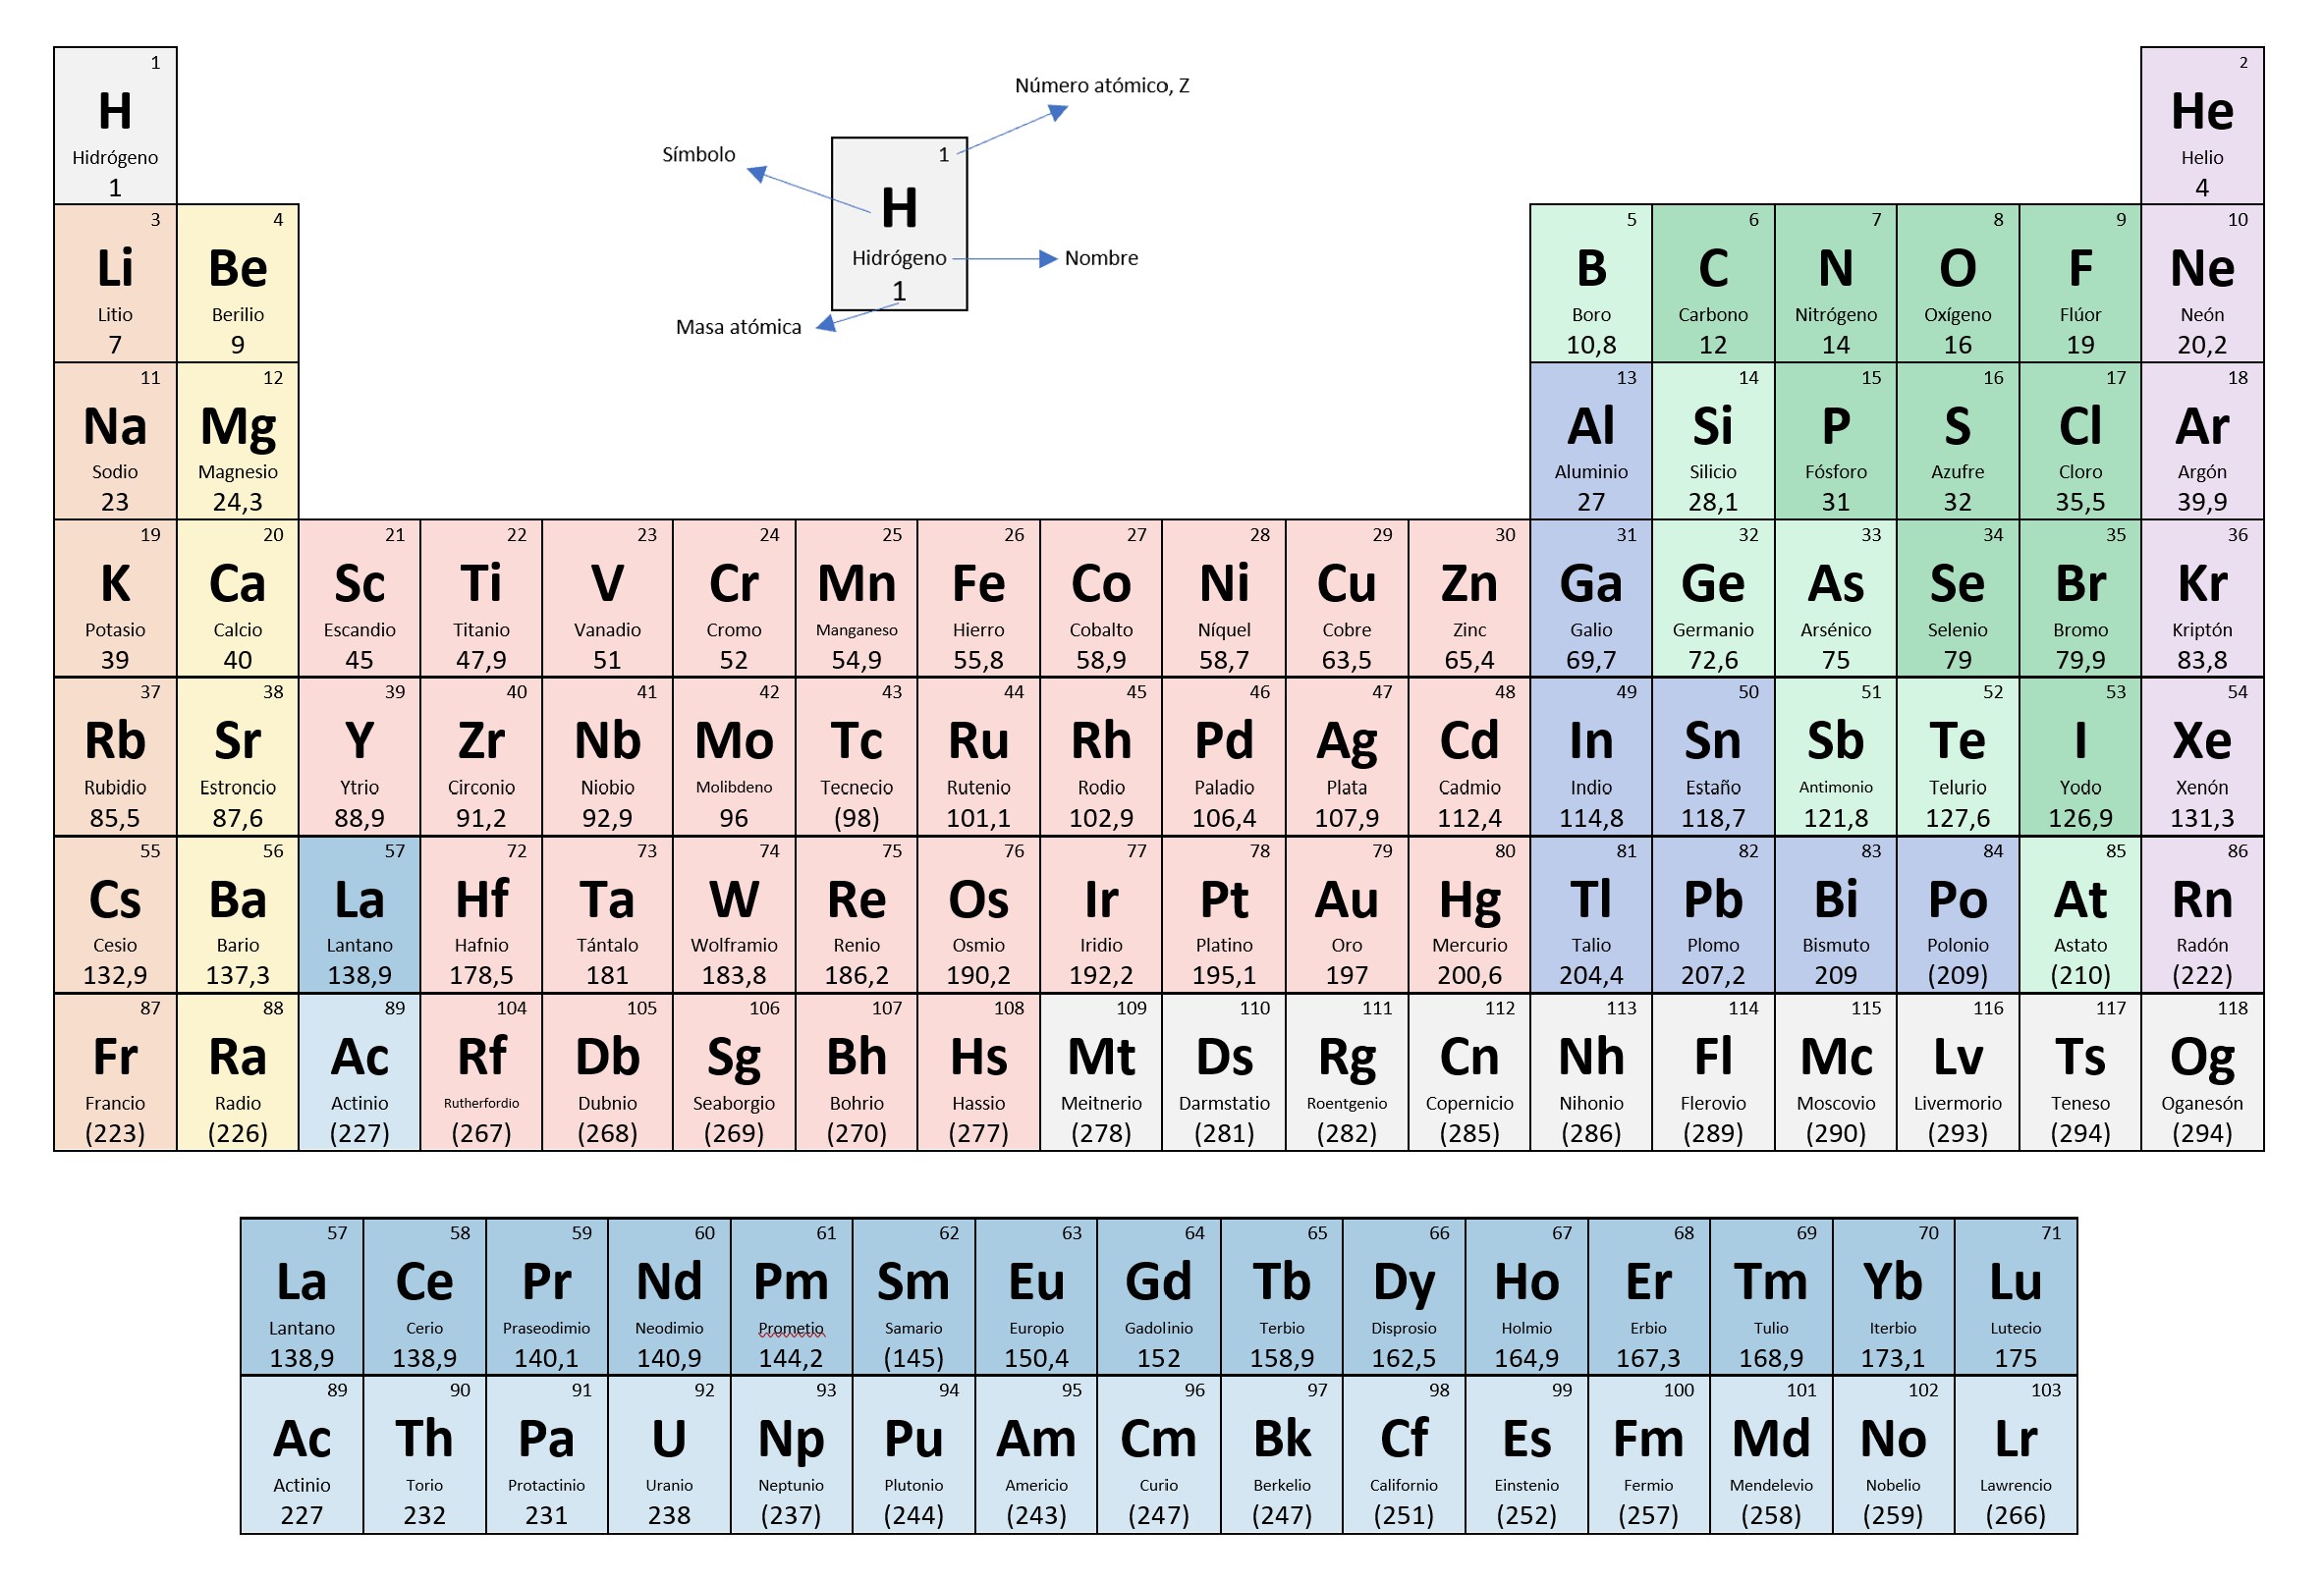 1 2
H He
Hidrógeno Helio
1 4
Número atómico, Z
Símbolo
1
H
Hidrógeno
1
Nombre
Masa atómica
3 4 5 6 7 8 9 10
Li Be B C N O F Ne
Litio Berilio Boro Carbono Nitrógeno Oxígeno Flúor Neón
7 9 10,8 12 14 16 19 20,2
11 12 13 14 15 16 17 18
Na Mg Al Si P S Cl Ar
Sodio Magnesio Aluminio Silicio Fósforo Azufre Cloro Argón
23 24,3 27 28,1 31 32 35,5 39,9
19 20 21 22 23 24 25 26 27 28 29 30 31 32 33 34 35 36
K Ca Sc Ti V Cr Mn Fe Co Ni Cu Zn Ga Ge As Se Br Kr
Potasio Calcio Escandio Titanio Vanadio Cromo Manganeso Hierro Cobalto Níquel Cobre Zinc Galio Germanio Arsénico Selenio Bromo Kriptón
39 40 45 47,9 51 52 54,9 55,8 58,9 58,7 63,5 65,4 69,7 72,6 75 79 79,9 83,8
37 38 39 40 41 42 43 44 45 46 47 48 49 50 51 52 53 54
Rb Sr Y Zr Nb Mo Tc Ru Rh Pd Ag Cd In Sn Sb Te I Xe
Rubidio Estroncio Ytrio Circonio Niobio Molibdeno Tecnecio Rutenio Rodio Paladio Plata Cadmio Indio Estaño Antimonio Telurio Yodo Xenón
85,5 87,6 88,9 91,2 92,9 96 (98) 101,1 102,9 106,4 107,9 112,4 114,8 118,7 121,8 127,6 126,9 131,3
55 56 57 72 73 74 75 76 77 78 79 80 81 82 83 84 85 86
Cs Ba La Hf Ta W Re Os Ir Pt Au Hg Tl Pb Bi Po At Rn
Cesio Bario Lantano Hafnio Tántalo Wolframio Renio Osmio Iridio Platino Oro Mercurio Talio Plomo Bismuto Polonio Astato Radón
132,9 137,3 138,9 178,5 181 183,8 186,2 190,2 192,2 195,1 197 200,6 204,4 207,2 209 (209) (210) (222)
87 88 89 104 105 106 107 108 109 110 111 112 113 114 115 116 117 118
Fr Ra Ac Rf Db Sg Bh Hs Mt Ds Rg Cn Nh Fl Mc Lv Ts Og
Francio Radio Actinio Rutherfordio Dubnio Seaborgio Bohrio Hassio Meitnerio Darmstatio Roentgenio Copernicio Nihonio Flerovio Moscovio Livermorio Teneso Oganesón
(223) (226) (227) (267) (268) (269) (270) (277) (278) (281) (282) (285) (286) (289) (290) (293) (294) (294)
57 58 59 60 61 62 63 64 65 66 67 68 69 70 71
La Ce Pr Nd Pm Sm Eu Gd Tb Dy Ho Er Tm Yb Lu
Lantano Cerio Praseodimio Neodimio Prometio Samario Europio Gadolinio Terbio Disprosio Holmio Erbio Tulio Iterbio Lutecio
138,9 138,9 140,1 140,9 144,2 (145) 150,4 152 158,9 162,5 164,9 167,3 168,9 173,1 175
89 90 91 92 93 94 95 96 97 98 99 100 101 102 103
Ac Th Pa U Np Pu Am Cm Bk Cf Es Fm Md No Lr
Actinio Torio Protactinio Uranio Neptunio Plutonio Americio Curio Berkelio Californio Einstenio Fermio Mendelevio Nobelio Lawrencio
227 232 231 238 (237) (244) (243) (247) (247) (251) (252) (257) (258) (259) (266)